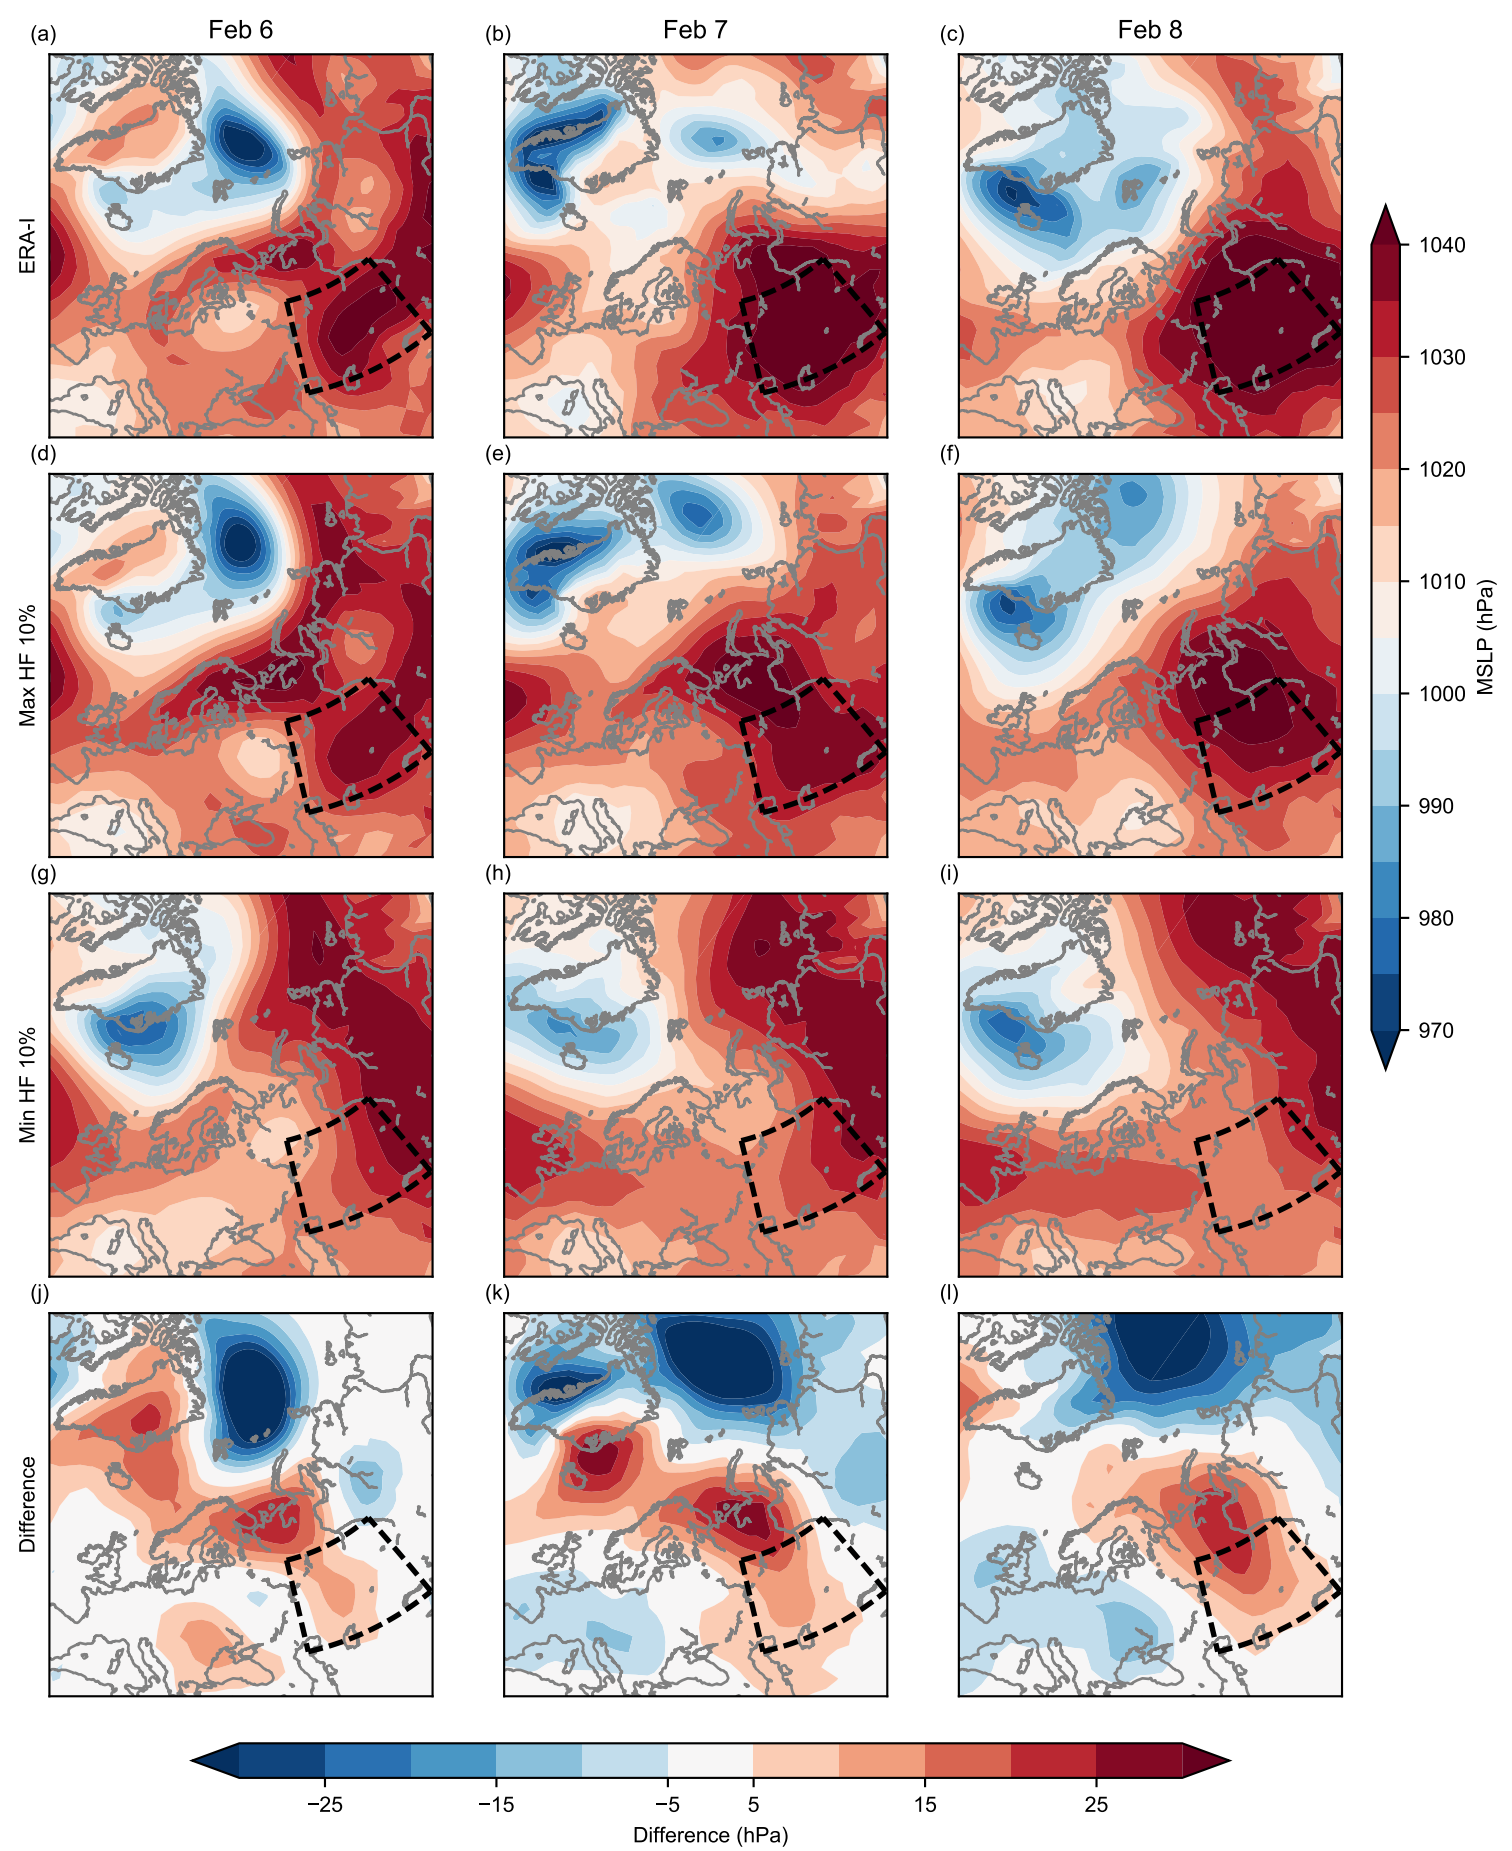 Feb 6
Feb 7
Feb 8
(a)
(b)
(c)
ERA-I
(d)
(e)
(f)
Max HF 10%
(g)
(h)
(i)
Min HF 10%
(j)
(k)
(l)
Difference
1040
1030
1020
1010
1000
990
980
970
MSLP (hPa)
−25
−15
−5
5
15
25
Difference (hPa)